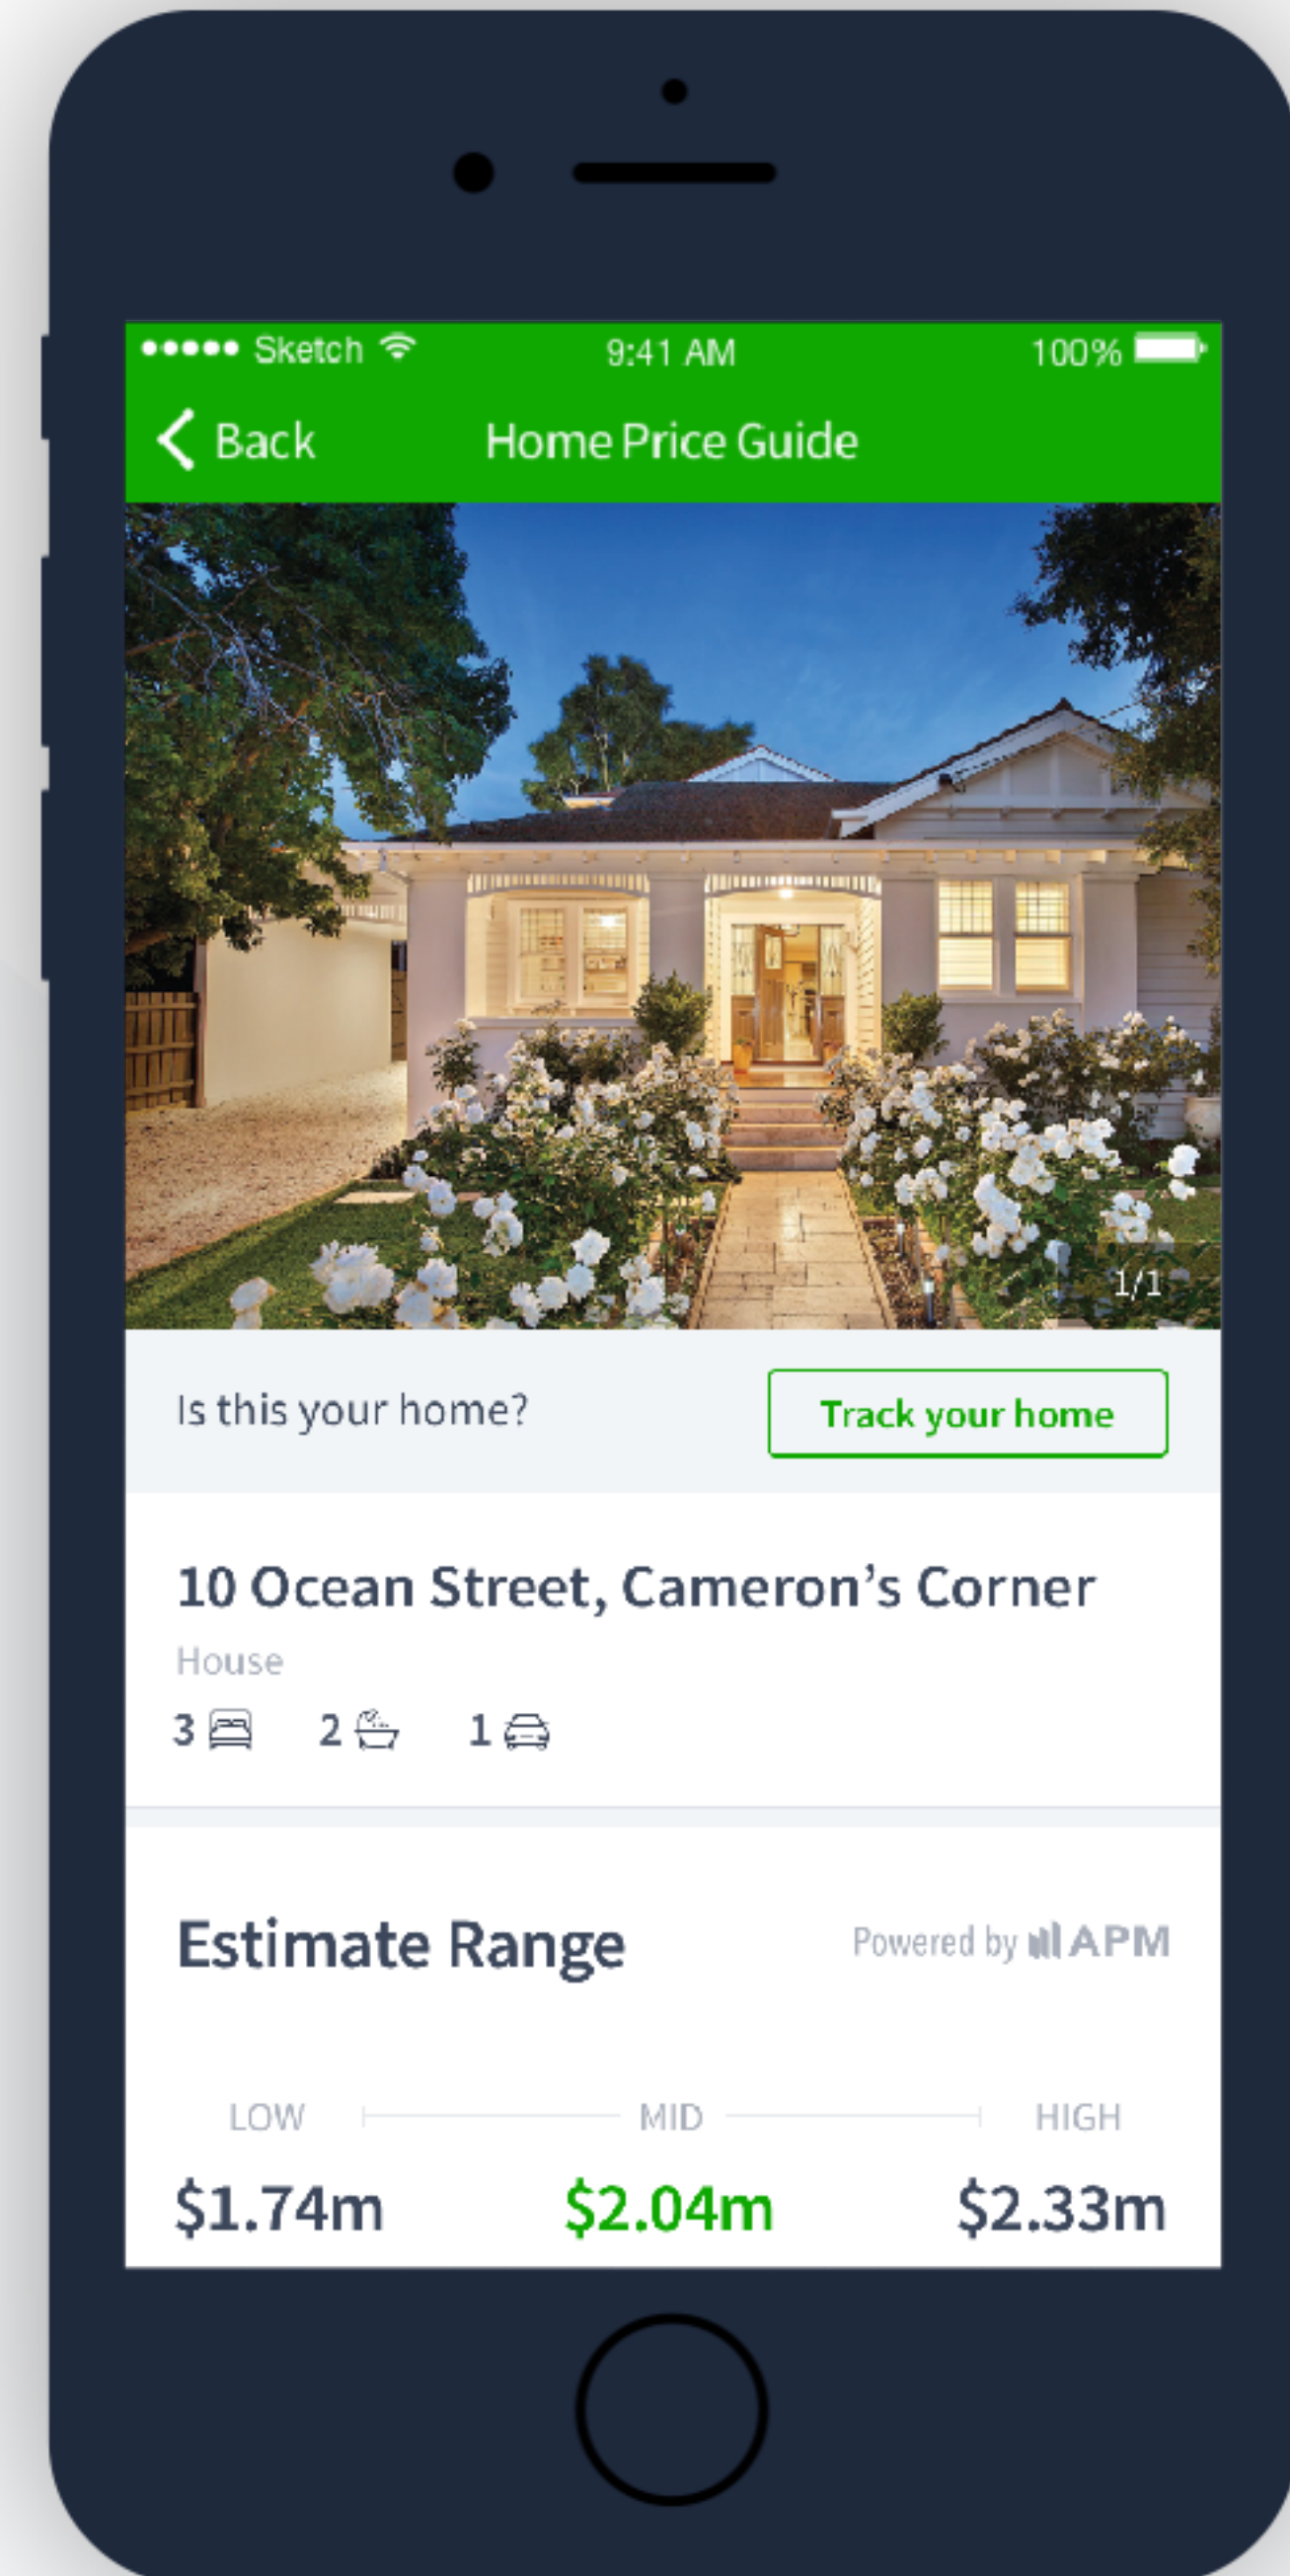 Sketch 9:41 AM 100%
Back Home Price Guide
1/1
Is this your home? Track your home
10 Ocean Street, Cameron’s Corner
House
3 2 1
Estimate Range Powered by APM
LOW MID HIGH
$1.74m $2.04m $2.33m